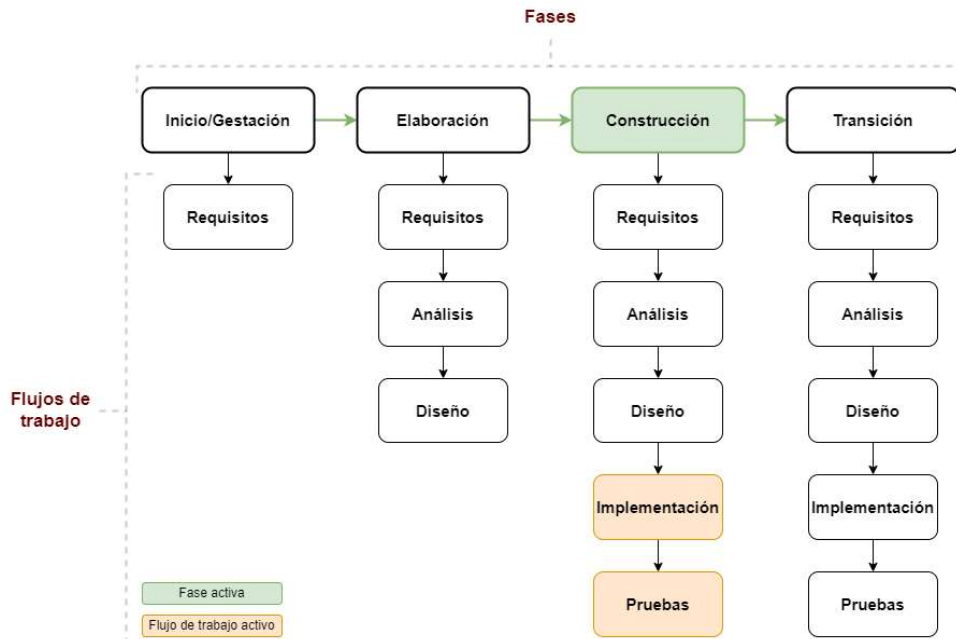 Fases
Inicio/Gestación
Elaboración
Construcción
Transición
Requisitos
Requisitos
Requisitos
Requisitos
Análisis
Análisis
Análisis
Flujos de
trabajo
Diseño
Diseño
Diseño
Implementación
Implementación
Pruebas
Pruebas
Fase activa
Flujo de trabajo activo